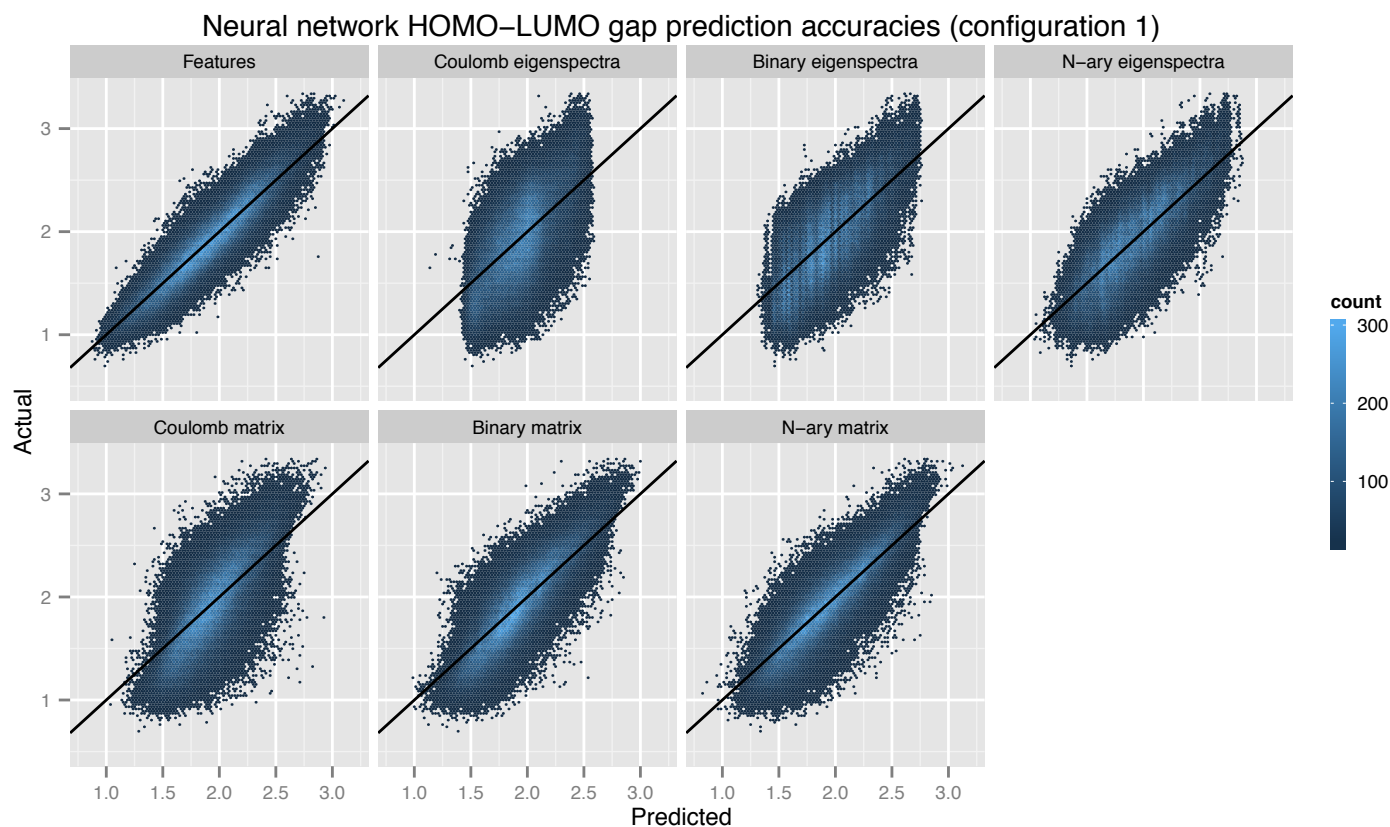 Neural network HOMO−LUMO gap prediction accuracies (configuration 1)
Features
Coulomb eigenspectra
Binary eigenspectra
N−ary eigenspectra
3
2
1
Actual
count
300
200
100
Coulomb matrix
Binary matrix
N−ary matrix
3
2
1
1.0 1.5 2.0 2.5 3.0
1.0 1.5 2.0 2.5 3.0
1.0 1.5 2.0 2.5 3.0
Predicted